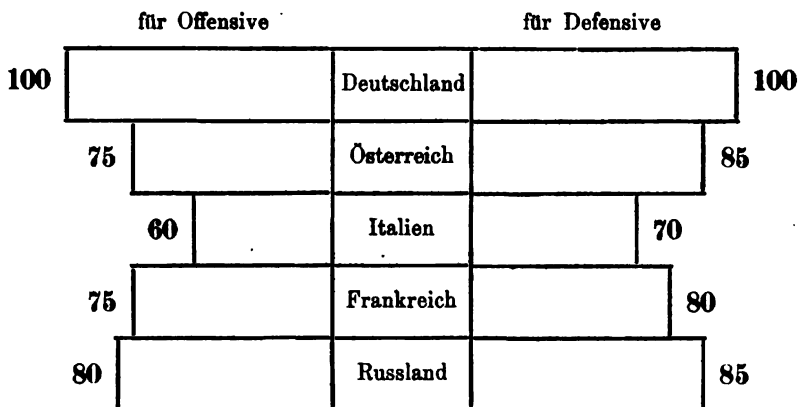 für Offensive für Defensive
100 Deutschland 100
75 Österreich 85
60 Italien 70
75 Frankreich 80
80 Russland 85